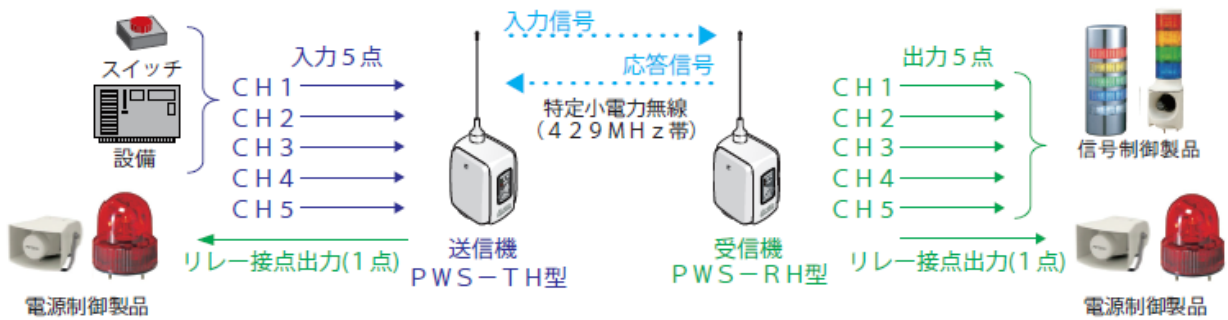 スイッチ
設備
入力5点
CH1
CH2
CH3
CH4
CH5
リレー接点出力(1点)
電源制御製品
入力信号
応答信号
特定小電力無線
(429MHz帯)
送信機
PWS-TH型
受信機
PWS-RH型
出力5点
CH1
CH2
CH3
CH4
CH5
信号制御製品
リレー接点出力(1点)
電源制御製品